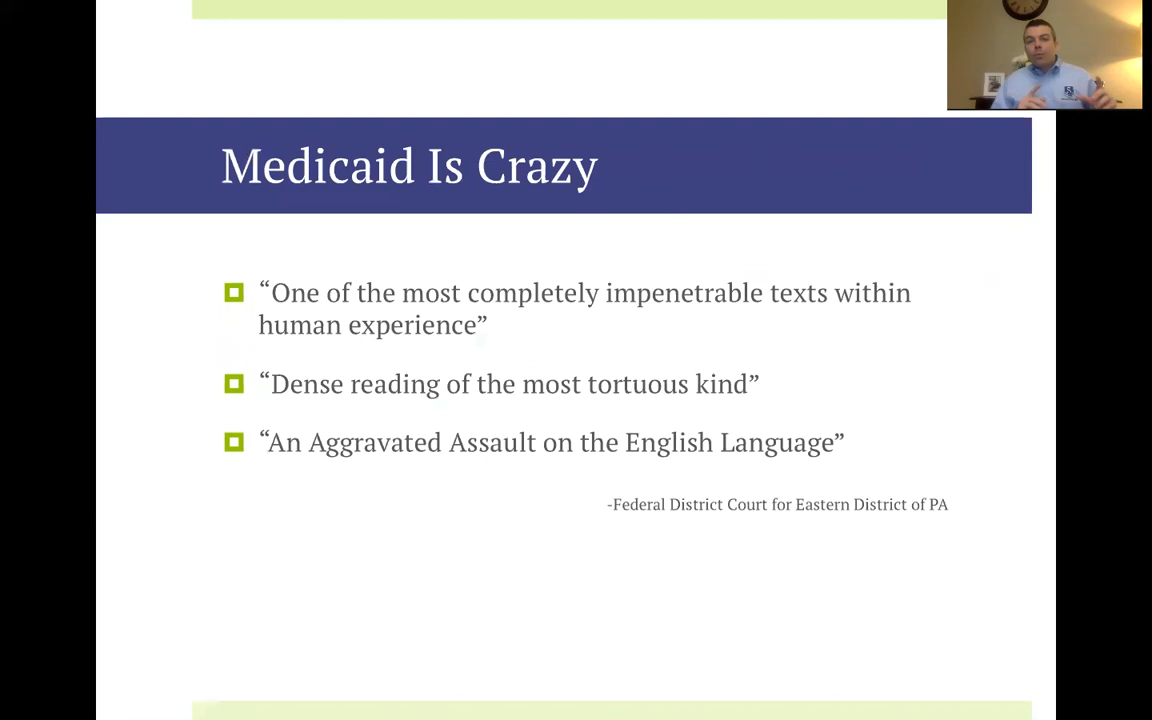 Medicaid Is Crazy
“One of the most completely impenetrable texts within
human experience”
“Dense reading of the most tortuous kind”
“An Aggravated Assault on the English Language”
-Federal District Court for Eastern District of PA